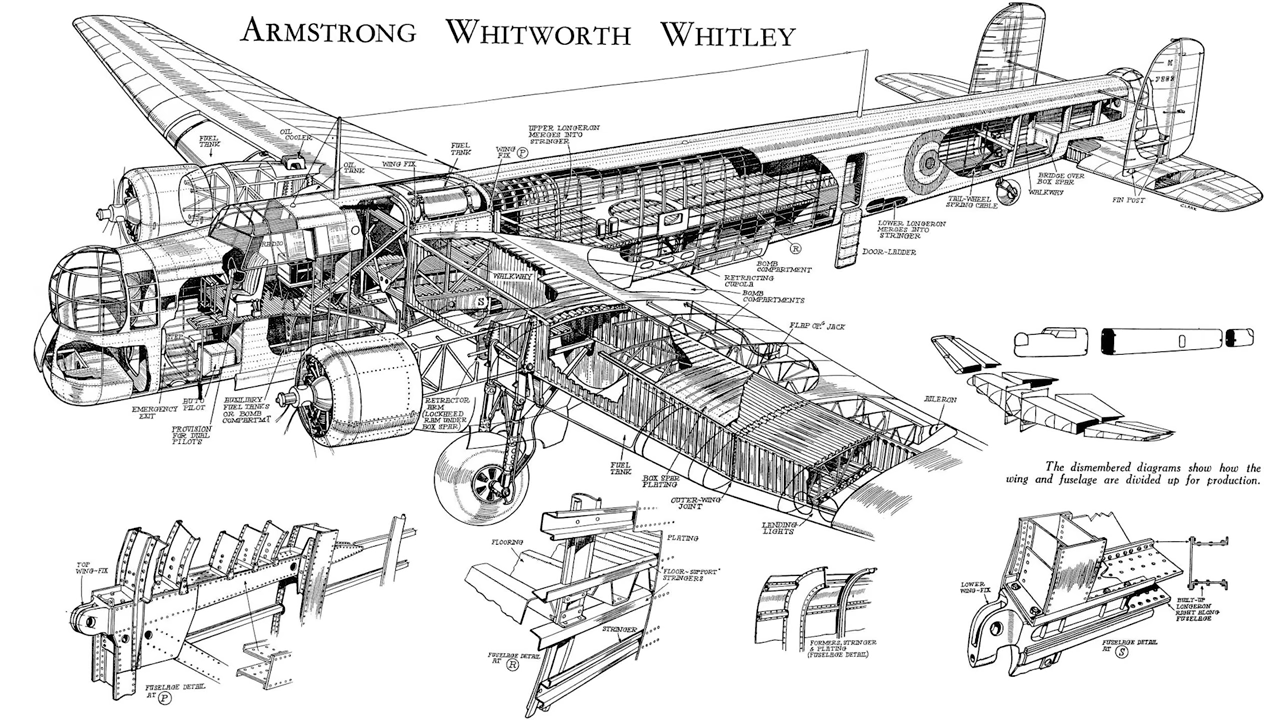 ARMSTRONG WHITWORTH WHITLEY
FUEL
TANK
OIL
COOLER
OIL
TANK
WING FIX
FUEL
TANK
WING
FIX P
UPPER LONGERON
MERGES INTO
STRINGER
RADIO
WALKWAY
S
BOMB
COMPARTMENT
R
RETRACTING
CUPOLA
BOMB
COMPARTMENTS
FLAP OP'G JACK
LOWER LONGERON
MERGES INTO
STRINGER
DOOR-LADDER
TAIL-WHEEL
SPRING CABLE
BRIDGE OVER
BOX SPAR
WALKWAY
FIN POST
CLARK
EMERGENCY
EXIT
AUTO
PILOT
PROVISION
FOR DUAL
PILOTS
AUXILIARY
FUEL TANKS
OR BOMB
COMPARTM'T
RETRACTOR
ARM
(LOCKHEED
RAM UNDER
BOX SPAR)
FUEL
TANK
BOX SPAR
PLATING
OUTER-WING
JOINT
LANDING
LIGHTS
AILERON
The dismembered diagrams show how the
wing and fuselage are divided up for production.
TOP
WING-FIX
FUSELAGE DETAIL
AT P
FLOORING
PLATING
"FLOOR-SUPPORT"
STRINGERS
STRINGER
FUSELAGE DETAIL
AT R
FORMERS, STRINGER
& PLATING
(FUSELAGE DETAIL)
LOWER
WING-FIX
BUILT-UP
LONGERON
RIGHT ALONG
FUSELAGE
FUSELAGE DETAIL
AT S